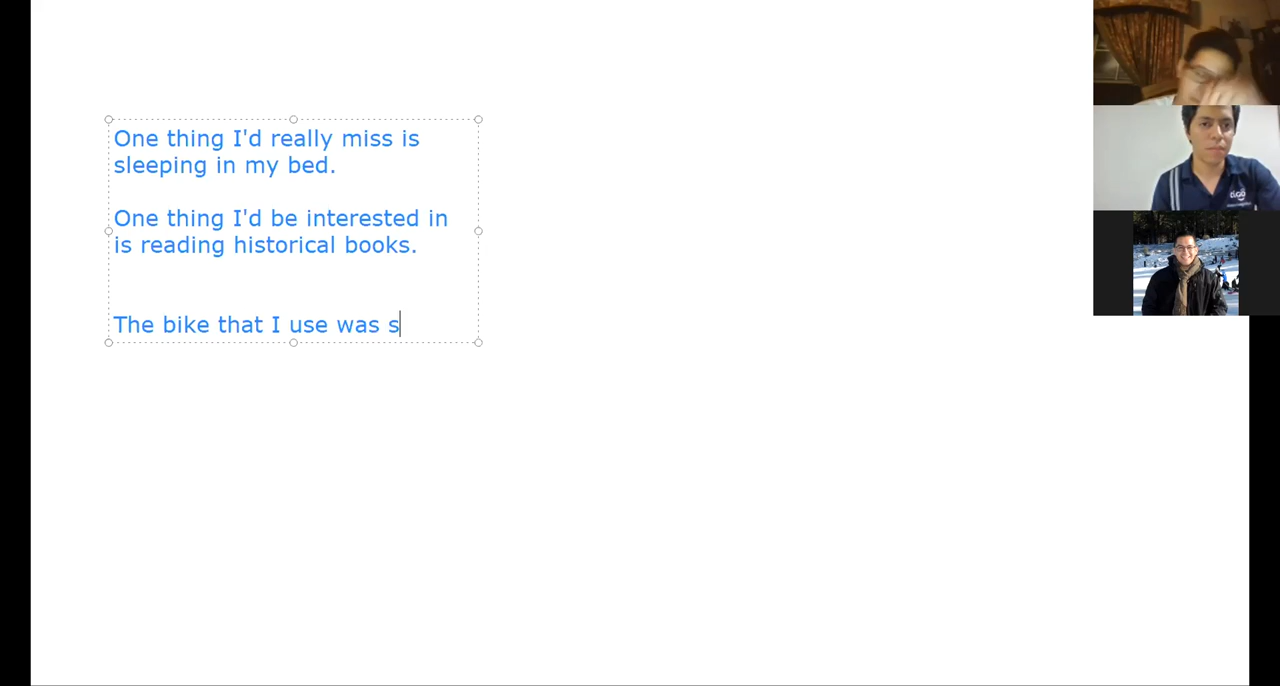 One thing I'd really miss is
sleeping in my bed.
One thing I'd be interested in
is reading historical books.
The bike that I use was s
tigo